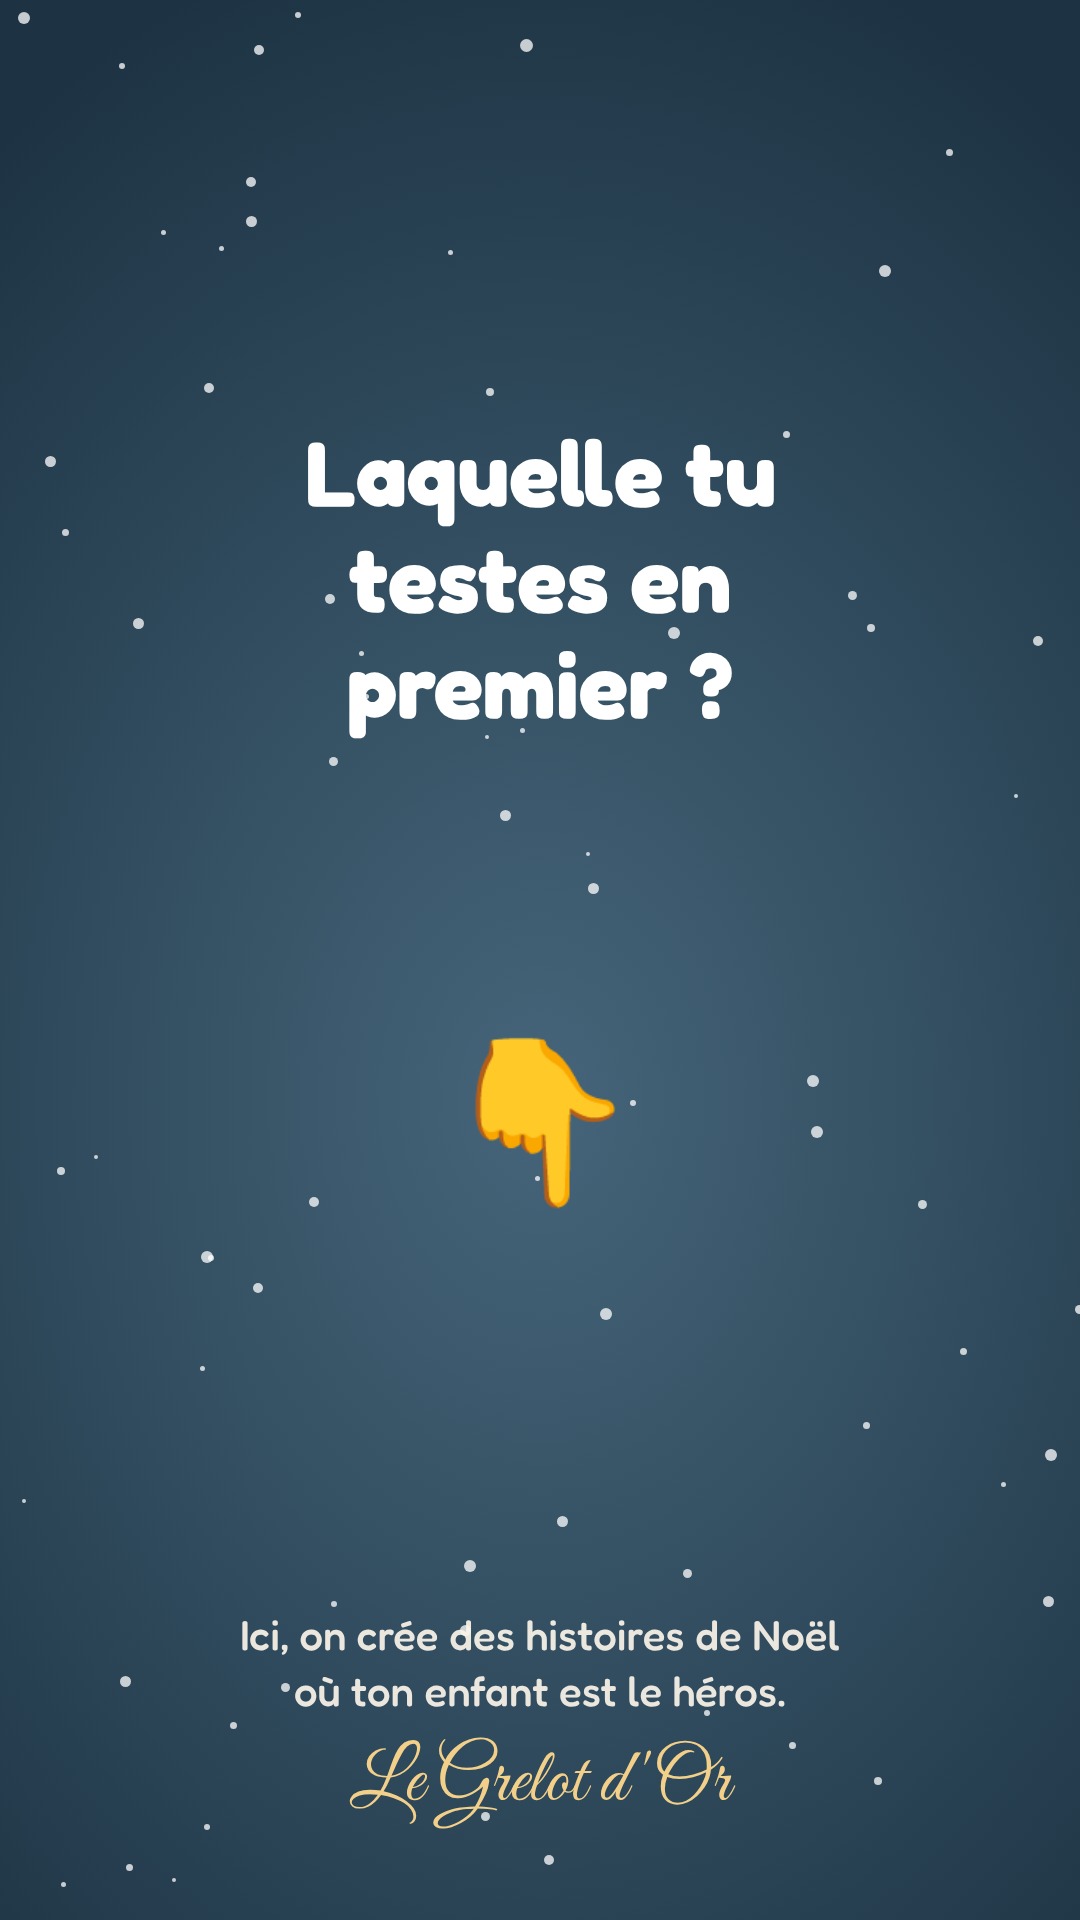 Laquelle tu
testes en
premier ?
Ici, on crée des histoires de Noël
où ton enfant est le héros.
Le Grelot d'Or